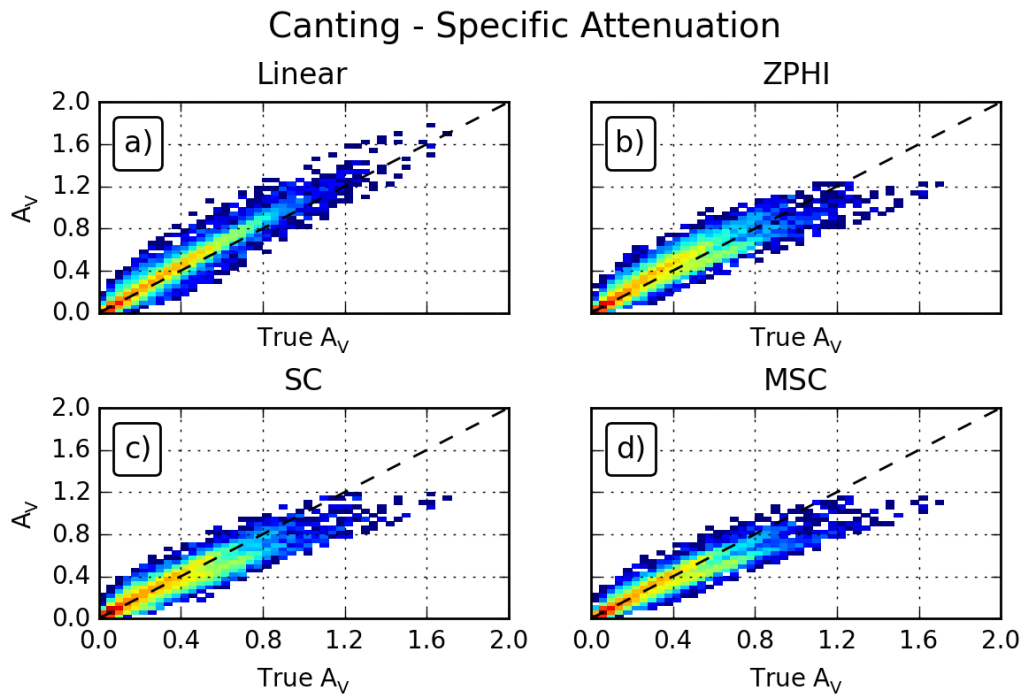 Canting - Specific Attenuation
Linear ZPHI
2.0 a) b)
1.6
1.2
A_V
0.8
0.4
0.0
True A_V True A_V
SC MSC
2.0 c) d)
1.6
1.2
A_V
0.8
0.4
0.0
0.0 0.4 0.8 1.2 1.6 2.0 0.0 0.4 0.8 1.2 1.6 2.0
True A_V True A_V